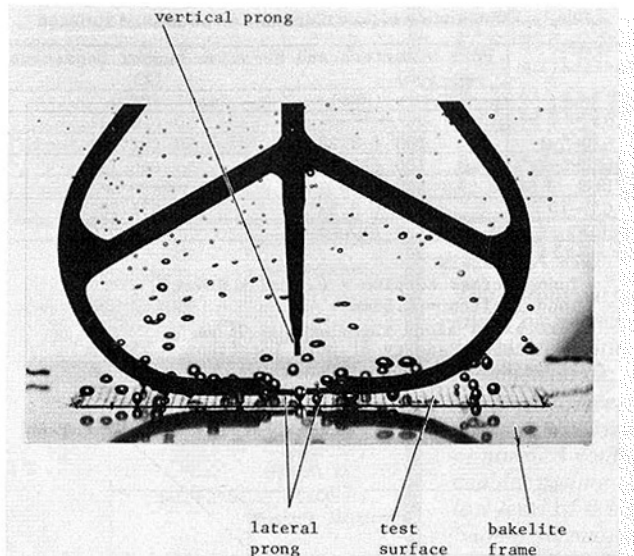 vertical prong
lateral
prong
test
surface
bakelite
frame